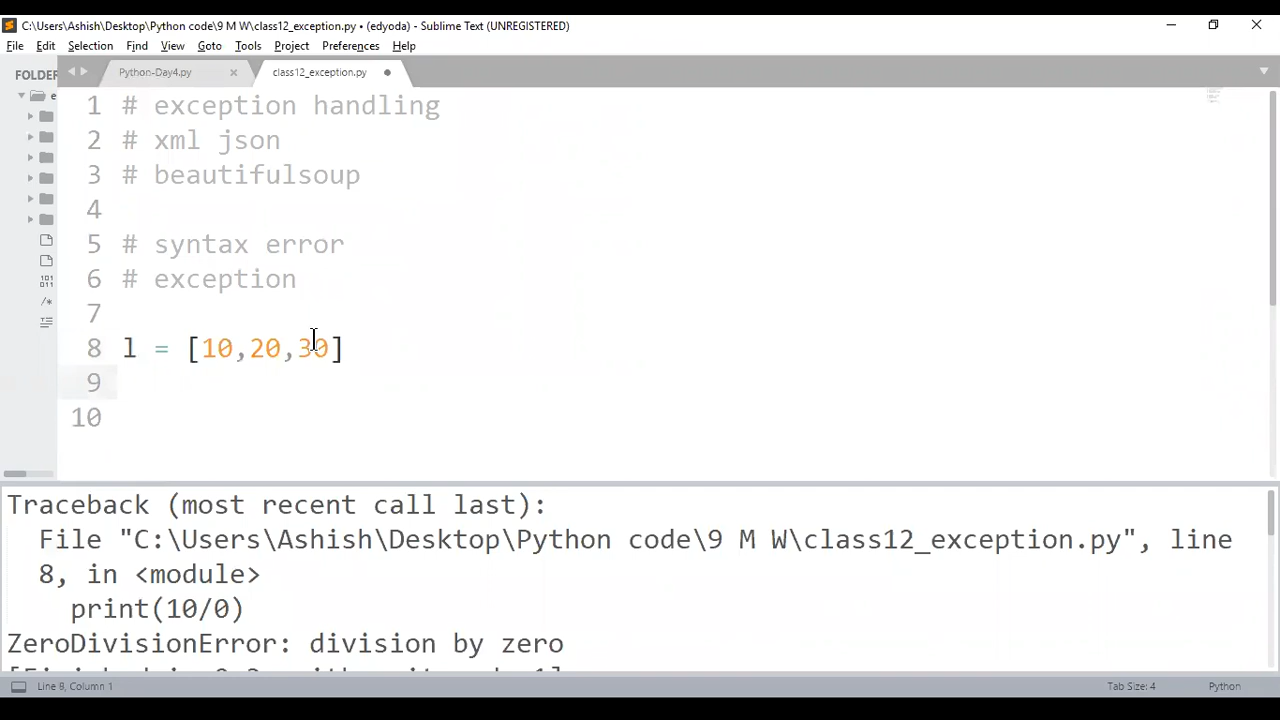 C:\Users\Ashish\Desktop\Python code\9 M W\class12_exception.py • (edyoda) - Sublime Text (UNREGISTERED)
File Edit Selection Find View Goto Tools Project Preferences Help
FOLDER
Python-Day4.py
class12_exception.py
1 # exception handling
2 # xml json
3 # beautifulsoup
4
5 # syntax error
6 # exception
7
8 l = [10,20,30]
9
10
Traceback (most recent call last):
File "C:\Users\Ashish\Desktop\Python code\9 M W\class12_exception.py", line
8, in <module>
print(10/0)
ZeroDivisionError: division by zero
Line 9, Column 1
Tab Size: 4
Python